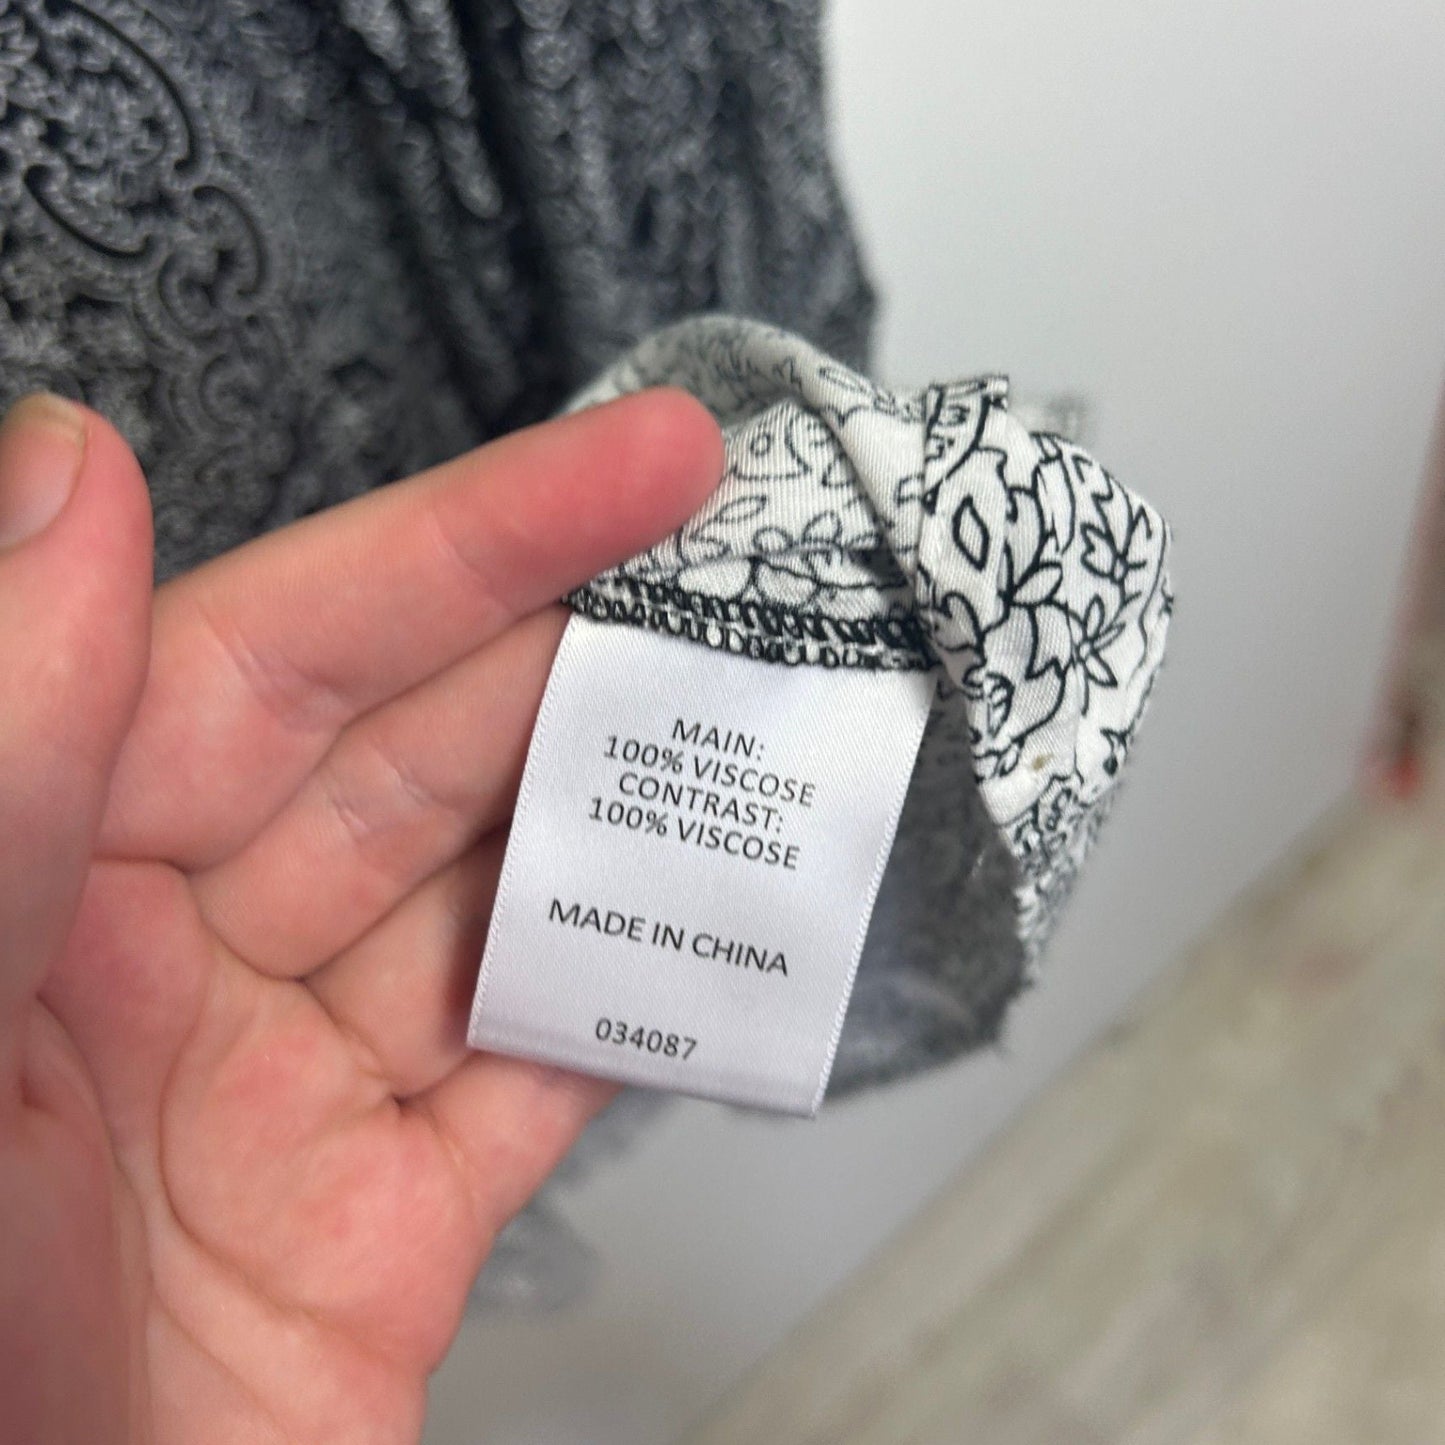 MAIN:
100% VISCOSE
CONTRAST:
100% VISCOSE
MADE IN CHINA
034087